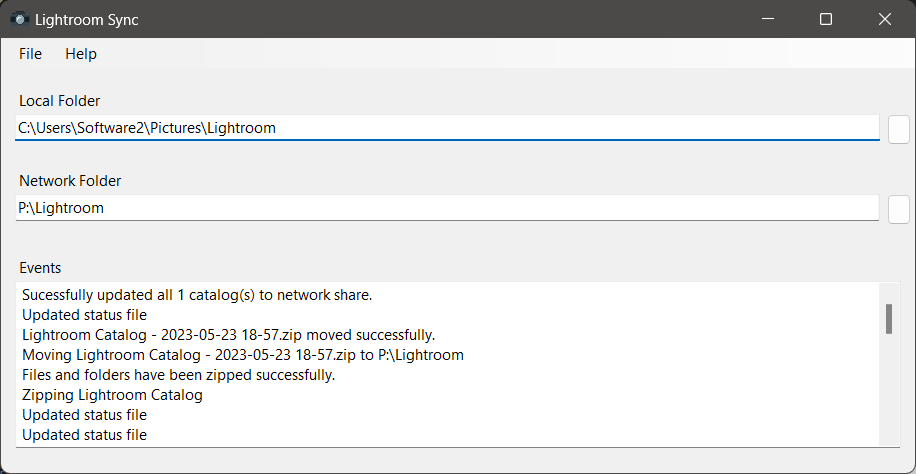 Lightroom Sync
File Help
Local Folder
C:\Users\Software2\Pictures\Lightroom
Network Folder
P:\Lightroom
Events
Sucessfully updated all 1 catalog(s) to network share.
Updated status file
Lightroom Catalog - 2023-05-23 18-57.zip moved successfully.
Moving Lightroom Catalog - 2023-05-23 18-57.zip to P:\Lightroom
Files and folders have been zipped successfully.
Zipping Lightroom Catalog
Updated status file
Updated status file